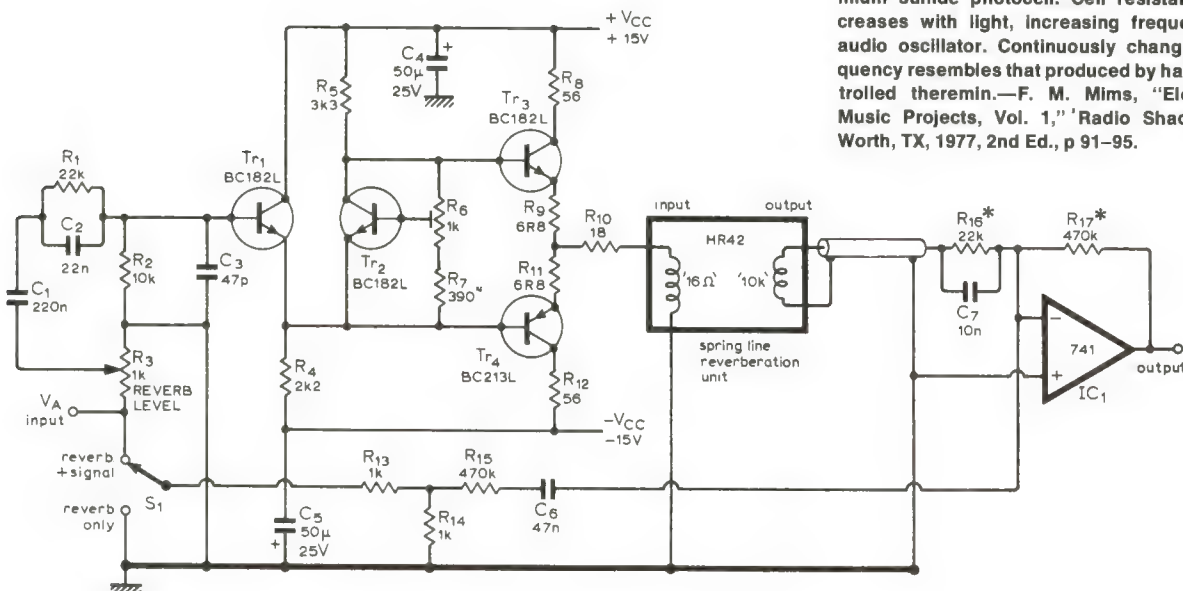 mium sulfide photocell. Cell resistan
creases with light, increasing freque
audio oscillator. Continuously chang
quency resembles that produced by ha
trolled theremin.—F. M. Mims, "Ele
Music Projects, Vol. 1," 'Radio Shac
Worth, TX, 1977, 2nd Ed., p 91–95.
+ VCC
+ 15V
C4
50μ
25V
R5
3k3
R8
56
Tr3
BC182L
R1
22k
C2
22n
Tr1
BC182L
R2
10k
C3
47p
C1
220n
Tr2
BC182L
R6
1k
R7
390
R9
6R8
R10
18
R11
6R8
Tr4
BC213L
R12
56
input
output
HR42
'16Ω'
'10k'
spring line
reverberation
unit
R16*
22k
R17*
470k
C7
10n
−
741
+
IC1
output
R3
1k
REVERB
LEVEL
VA
input
R4
2k2
−VCC
−15V
reverb
+signal
S1
reverb
only
R13
1k
R15
470k
C6
47n
R14
1k
C5
50μ
25V
+